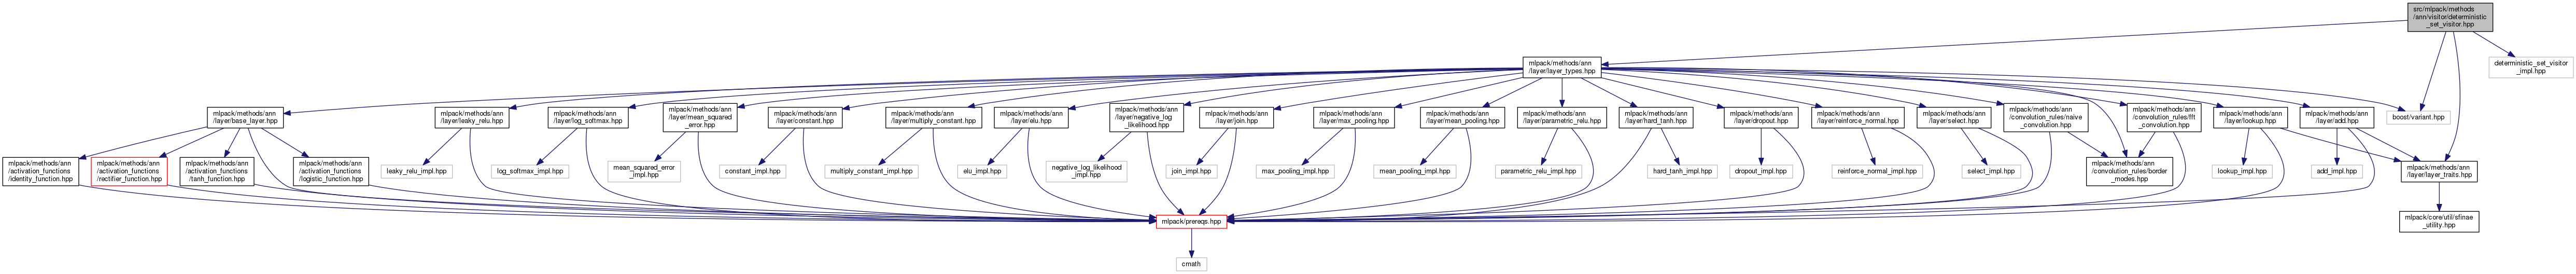 src/mlpack/methods
/ann/visitor/deterministic
_set_visitor.hpp
mlpack/methods/ann
/layer/layer_types.hpp
deterministic_set_visitor
_impl.hpp
mlpack/methods/ann
/layer/base_layer.hpp
mlpack/methods/ann
/layer/leaky_relu.hpp
mlpack/methods/ann
/layer/log_softmax.hpp
mlpack/methods/ann
/layer/mean_squared
_error.hpp
mlpack/methods/ann
/layer/constant.hpp
mlpack/methods/ann
/layer/multiply_constant.hpp
mlpack/methods/ann
/layer/elu.hpp
mlpack/methods/ann
/layer/negative_log
_likelihood.hpp
mlpack/methods/ann
/layer/join.hpp
mlpack/methods/ann
/layer/max_pooling.hpp
mlpack/methods/ann
/layer/mean_pooling.hpp
mlpack/methods/ann
/layer/parametric_relu.hpp
mlpack/methods/ann
/layer/hard_tanh.hpp
mlpack/methods/ann
/layer/dropout.hpp
mlpack/methods/ann
/layer/reinforce_normal.hpp
mlpack/methods/ann
/layer/select.hpp
mlpack/methods/ann
/convolution_rules/naive
_convolution.hpp
mlpack/methods/ann
/convolution_rules/fft
_convolution.hpp
mlpack/methods/ann
/layer/lookup.hpp
mlpack/methods/ann
/layer/add.hpp
boost/variant.hpp
mlpack/methods/ann
/activation_functions
/identity_function.hpp
mlpack/methods/ann
/activation_functions
/rectifier_function.hpp
mlpack/methods/ann
/activation_functions
/tanh_function.hpp
mlpack/methods/ann
/activation_functions
/logistic_function.hpp
leaky_relu_impl.hpp
log_softmax_impl.hpp
mean_squared_error
_impl.hpp
constant_impl.hpp
multiply_constant_impl.hpp
elu_impl.hpp
negative_log_likelihood
_impl.hpp
join_impl.hpp
max_pooling_impl.hpp
mean_pooling_impl.hpp
parametric_relu_impl.hpp
hard_tanh_impl.hpp
dropout_impl.hpp
reinforce_normal_impl.hpp
select_impl.hpp
mlpack/methods/ann
/convolution_rules/border
_modes.hpp
lookup_impl.hpp
add_impl.hpp
mlpack/methods/ann
/layer/layer_traits.hpp
mlpack/prereqs.hpp
mlpack/core/util/sfinae
_utility.hpp
cmath